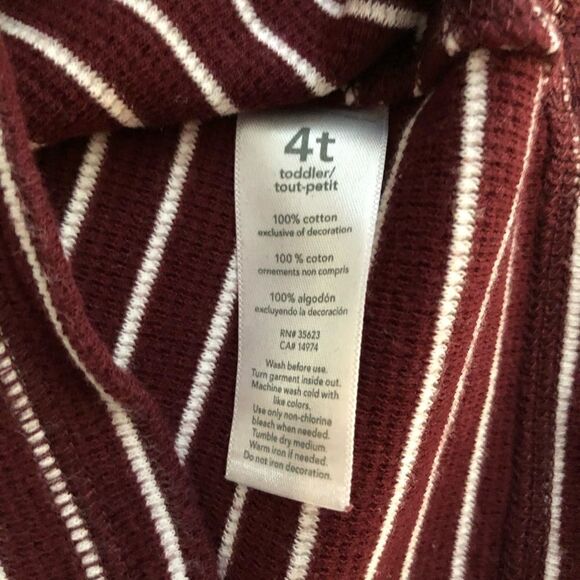 4t
toddler/
tout-petit
100% cotton
exclusive of decoration
100 % coton
ornements non compris
100% algodón
excluyendo la decoración
RN# 35623
CA# 14974
Wash before use.
Turn garment inside out.
Machine wash cold with
like colors.
Use only non-chlorine
bleach when needed.
Tumble dry medium
Warm iron if needed.
Do not iron decoration.